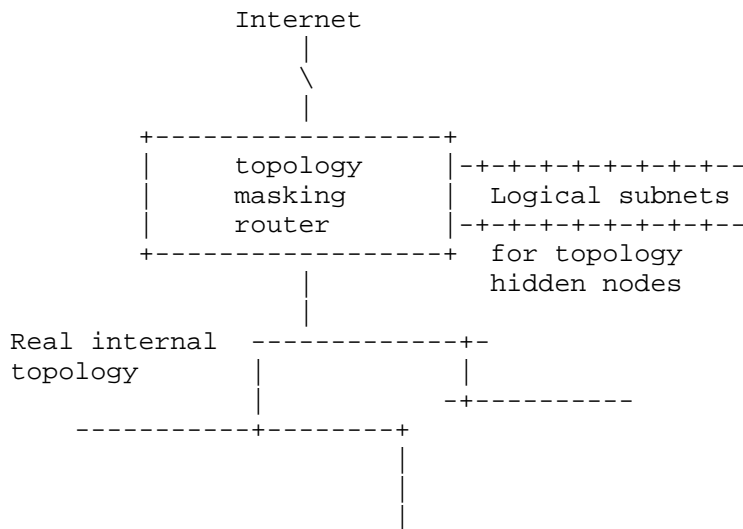 Internet
topology
masking
router
Logical subnets
for topology
hidden nodes
Real internal
topology